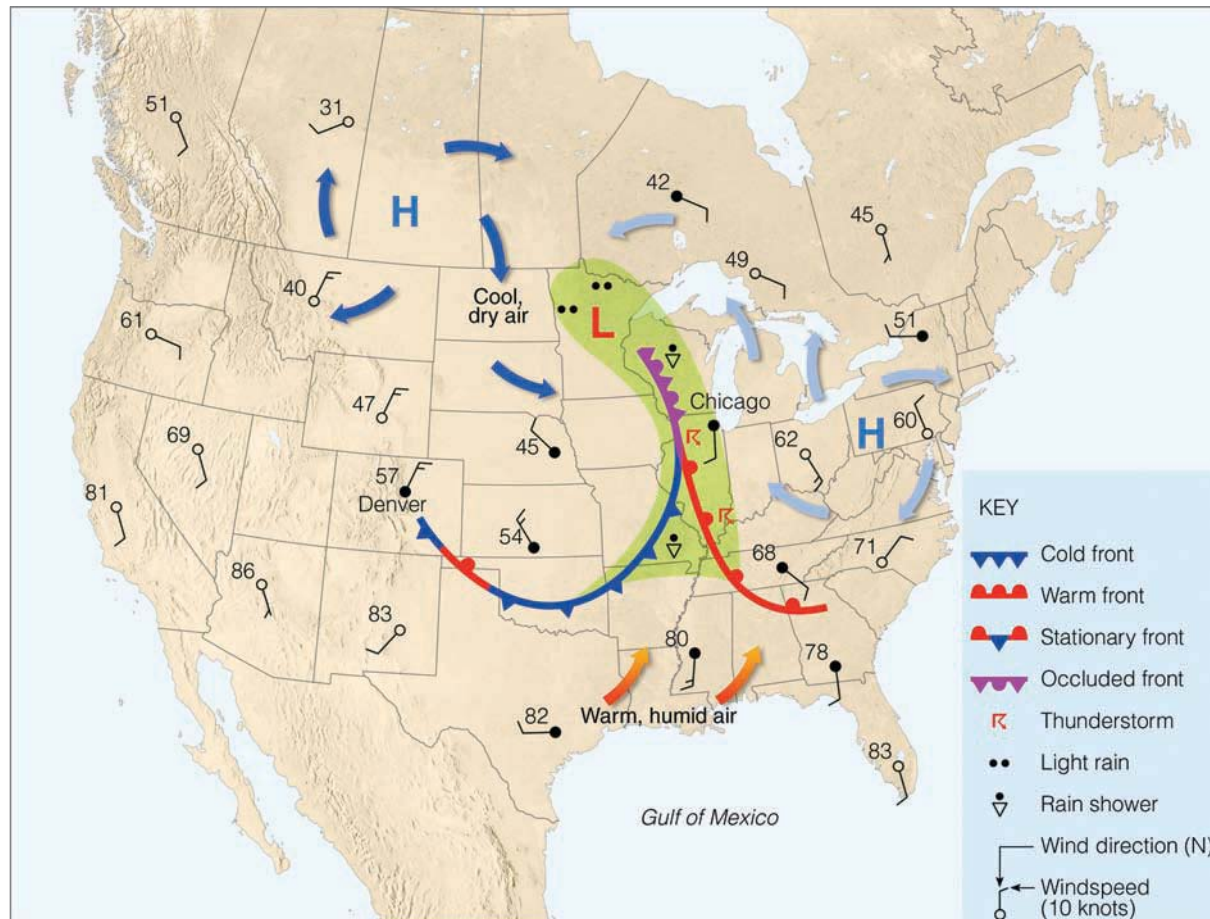 51
31
H
42
45
49
40
Cool,
dry air
L
61
51
47
Chicago
60
H
69
45
62
57
Denver
81
54
68
71
86
83
80
78
Warm, humid air
82
83
Gulf of Mexico
KEY
Cold front
Warm front
Stationary front
Occluded front
Thunderstorm
Light rain
Rain shower
Wind direction (N)
Windspeed
(10 knots)